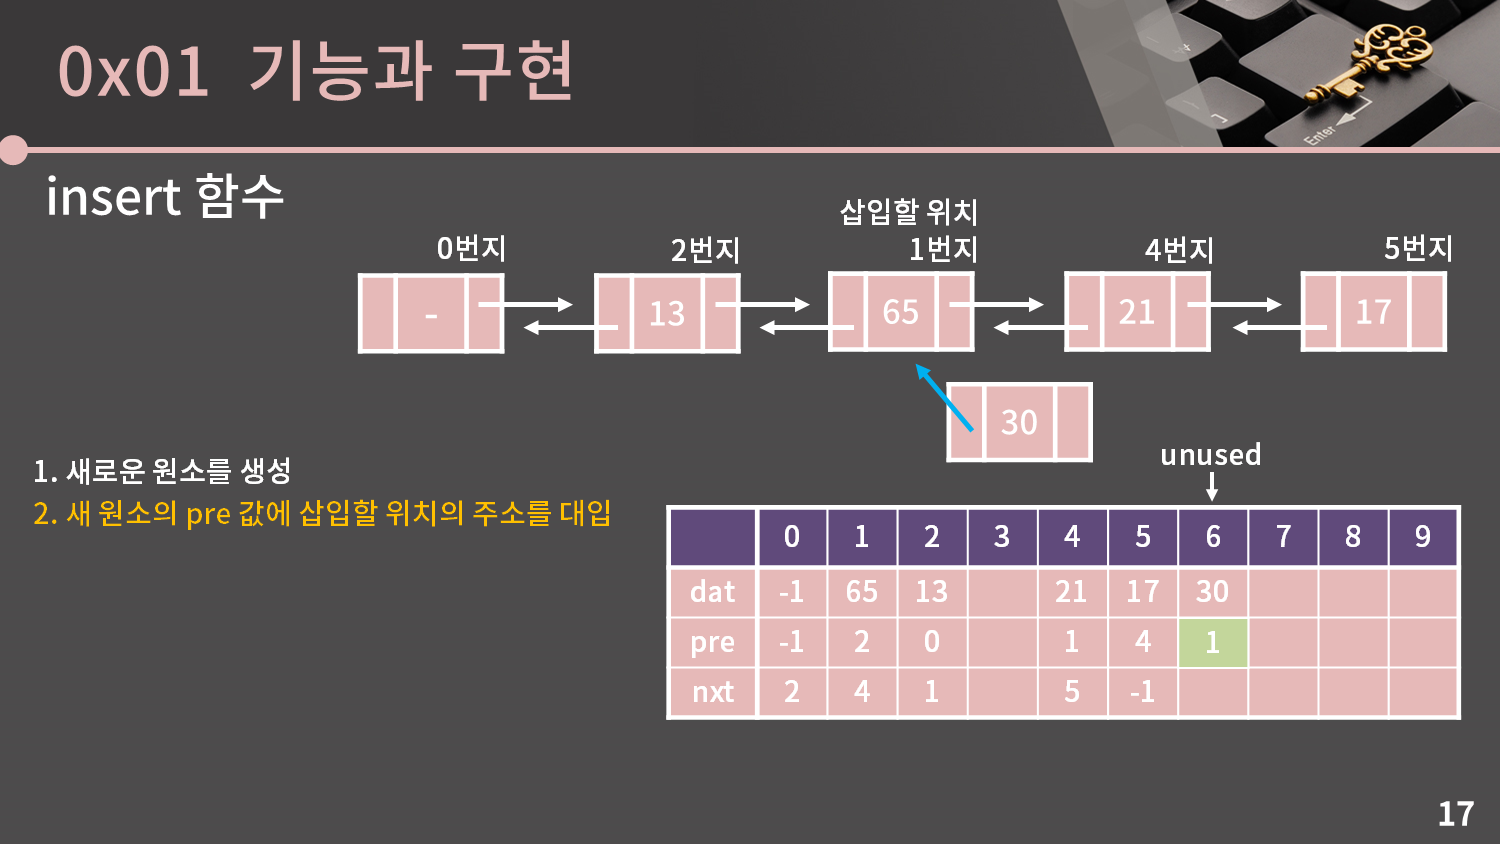 0x01 기능과 구현
Enter
insert 함수
삽입할 위치
0번지 2번지 1번지 4번지 5번지
- 13 65 21 17
30
1. 새로운 원소를 생성
2. 새 원소의 pre 값에 삽입할 위치의 주소를 대입
unused
0 1 2 3 4 5 6 7 8 9
dat -1 65 13 21 17 30
pre -1 2 0 1 4 1
nxt 2 4 1 5 -1
17